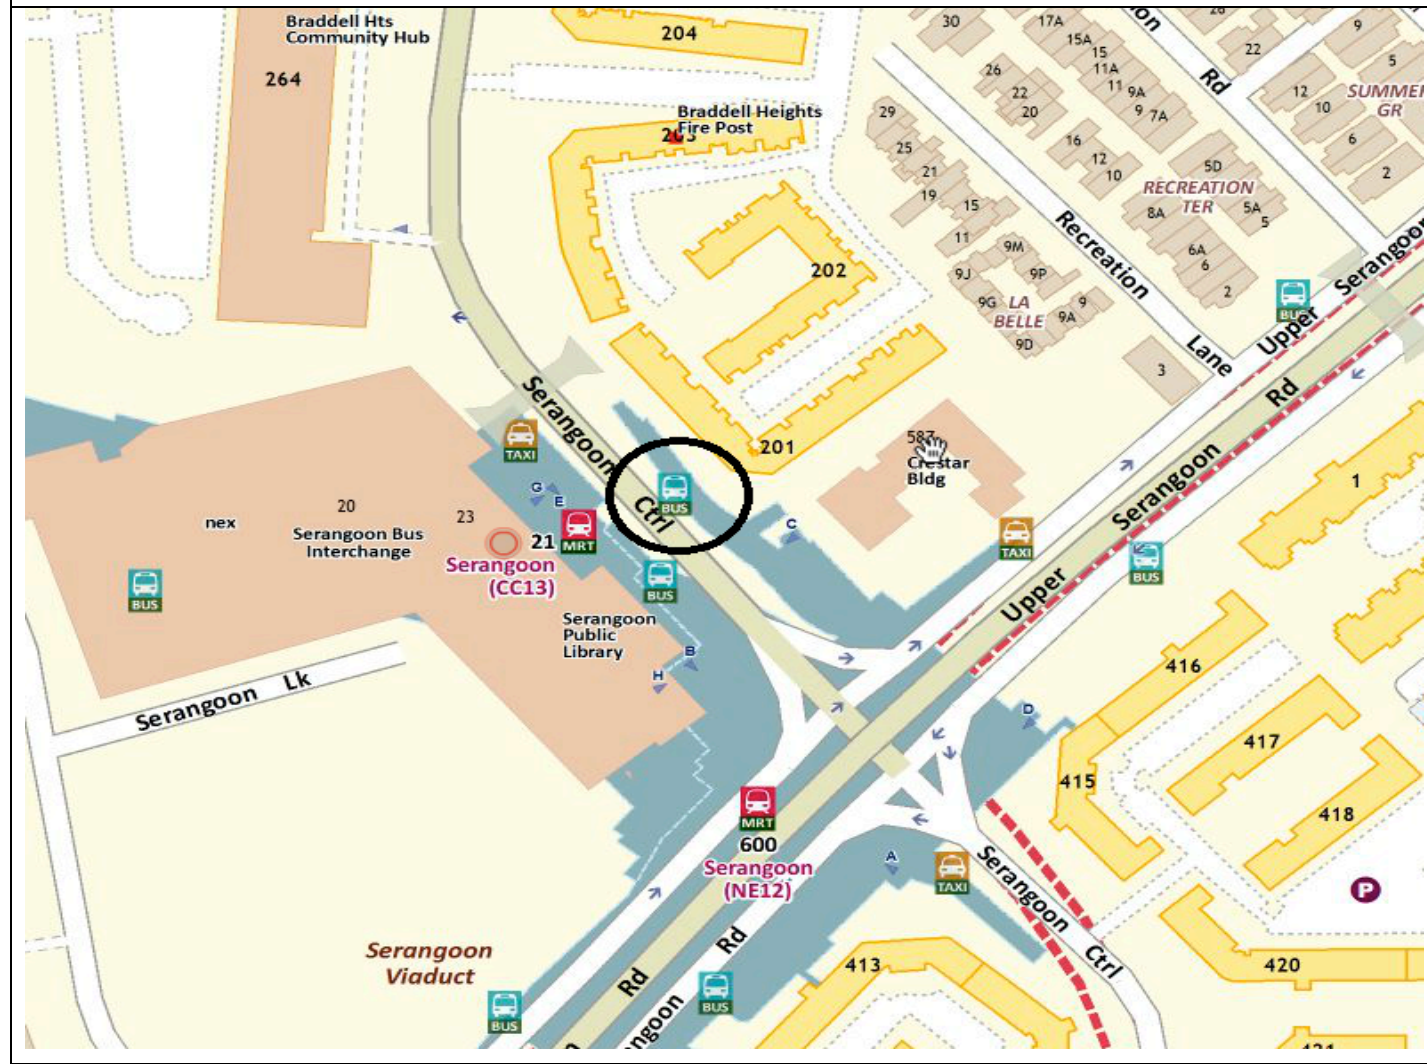 Braddell Hts
Community Hub
264
204
30
17A
15A
15
11A
11
9A
9
7A
26
22
20
Rd
22
9
5
12
10
SUMMER
GR
6
2
Braddell Heights
Fire Post
203
29
25
21
19
15
11
16
12
10
5D
RECREATION
TER
8A
5A
5
6A
6
2
9M
9J
9P
9G
LA
BELLE
9
9A
9D
Recreation
Lane
3
202
BUS
Upper
Serangoon
Rd
Serangoon
Ctrl
TAXI
201
587
Crestar
Bldg
BUS
G
E
C
1
20
23
nex
Serangoon Bus
Interchange
21
MRT
Serangoon
(CC13)
BUS
BUS
TAXI
Upper
Serangoon
Rd
BUS
Serangoon
Public
Library
B
H
Serangoon Lk
416
D
417
415
418
MRT
600
Serangoon
(NE12)
A
TAXI
Serangoon
Ctrl
P
Serangoon
Viaduct
Rd
Rd
BUS
BUS
413
420